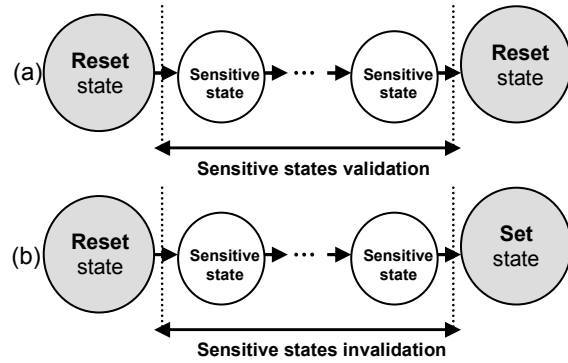 (a)
Reset
state
Sensitive
state
...
Sensitive
state
Reset
state
Sensitive states validation
(b)
Reset
state
Sensitive
state
...
Sensitive
state
Set
state
Sensitive states invalidation